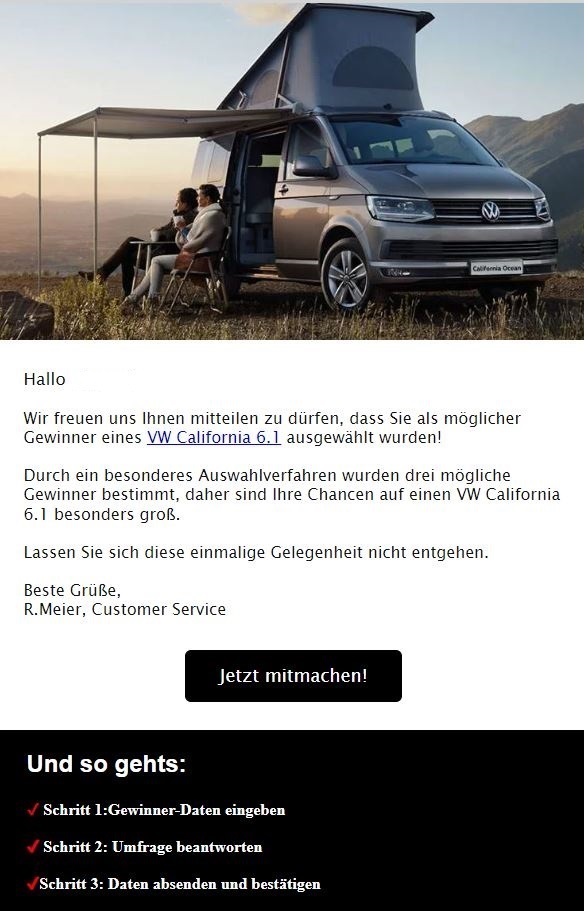 California Ocean
Hallo
Wir freuen uns Ihnen mitteilen zu dürfen, dass Sie als möglicher
Gewinner eines VW California 6.1 ausgewählt wurden!
Durch ein besonderes Auswahlverfahren wurden drei mögliche
Gewinner bestimmt, daher sind Ihre Chancen auf einen VW California
6.1 besonders groß.
Lassen Sie sich diese einmalige Gelegenheit nicht entgehen.
Beste Grüße,
R.Meier, Customer Service
Jetzt mitmachen!
Und so gehts:
✓ Schritt 1:Gewinner-Daten eingeben
✓ Schritt 2: Umfrage beantworten
✓Schritt 3: Daten absenden und bestätigen